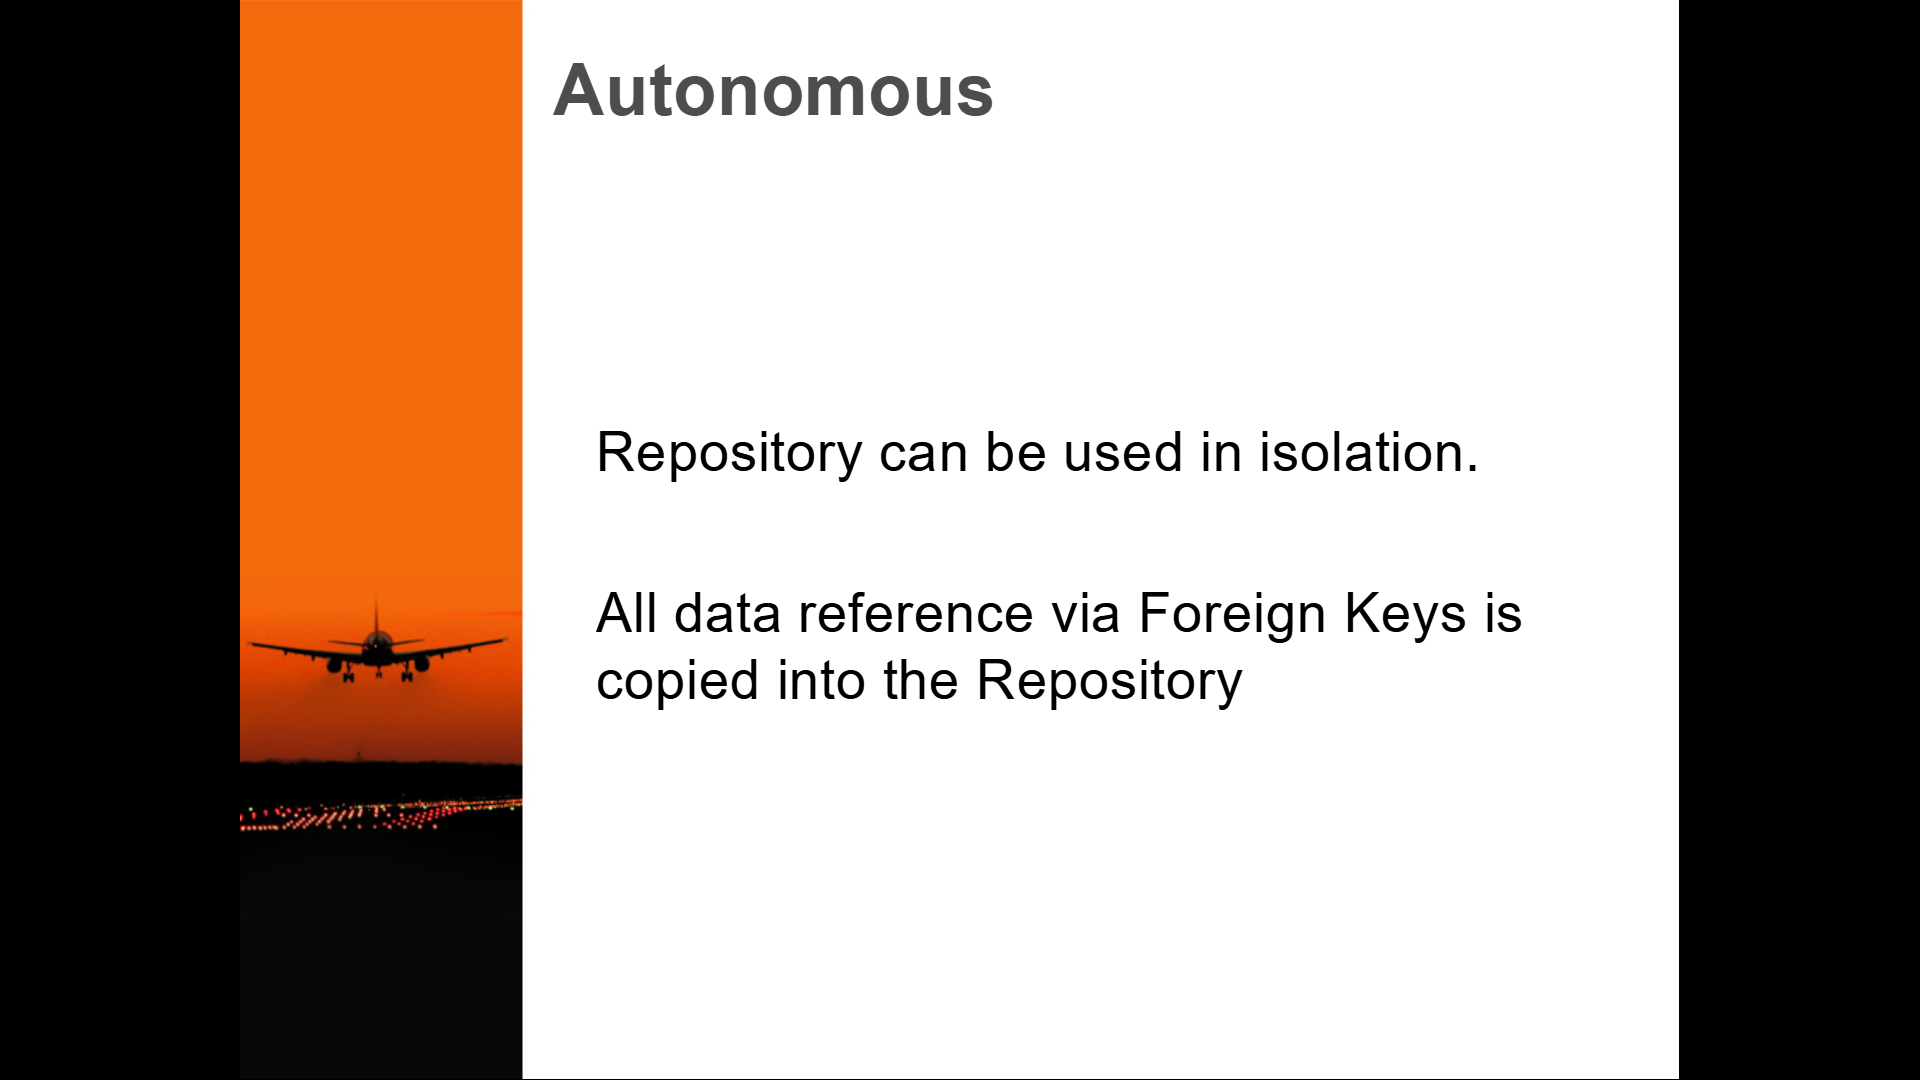 Autonomous
Repository can be used in isolation.
All data reference via Foreign Keys is
copied into the Repository